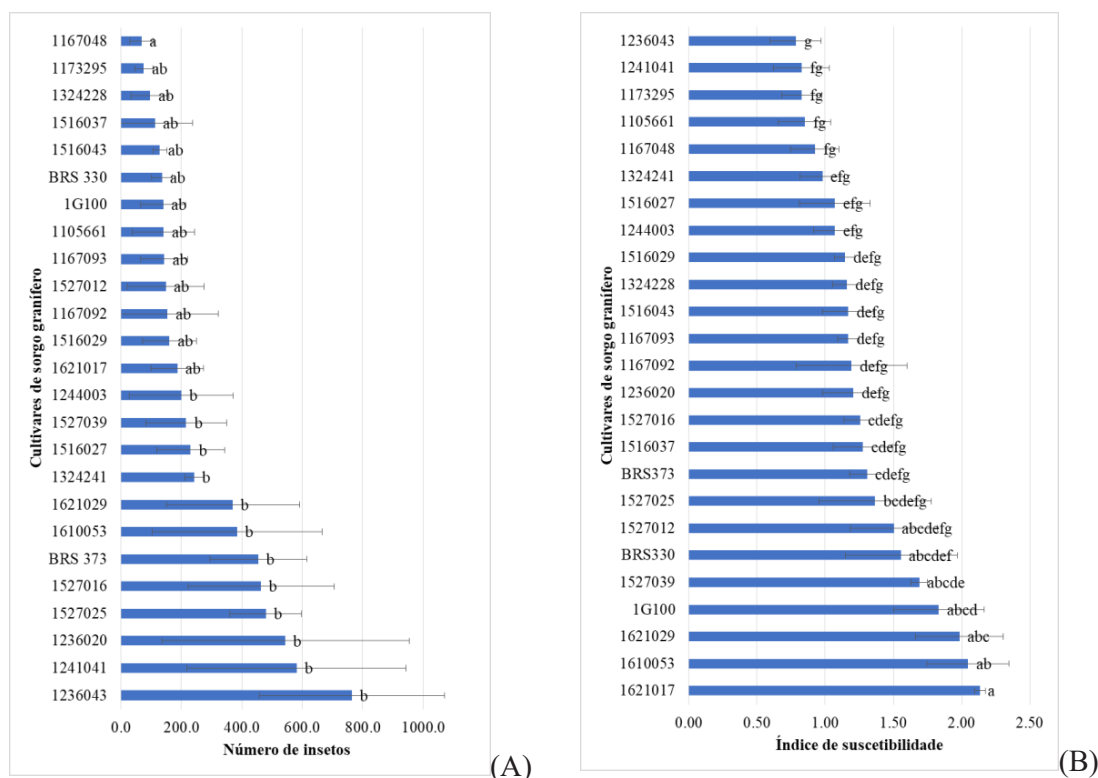 1167048 a
1173295 ab
1324228 ab
1516037 ab
1516043 ab
BRS 330 ab
1G100 ab
1105661 ab
1167093 ab
1527012 ab
1167092 ab
1516029 ab
1621017 ab
1244003 b
1527039 b
1516027 b
1324241 b
1621029 b
1610053 b
BRS 373 b
1527016 b
1527025 b
1236020 b
1241041 b
1236043 b
Cultivares de sorgo granífero
0.0 200.0 400.0 600.0 800.0 1000.0
Número de insetos
(A)
1236043 g
1241041 fg
1173295 fg
1105661 fg
1167048 fg
1324241 efg
1516027 efg
1244003 efg
1516029 defg
1324228 defg
1516043 defg
1167093 defg
1167092 defg
1236020 defg
1527016 cdefg
1516037 cdefg
BRS373 cdefg
1527025 bcdefg
1527012 abcdefg
BRS330 abcdef
1527039 abcde
1G100 abcd
1621029 abc
1610053 ab
1621017 a
Cultivares de sorgo granífero
0.00 0.50 1.00 1.50 2.00 2.50
Índice de suscetibilidade
(B)